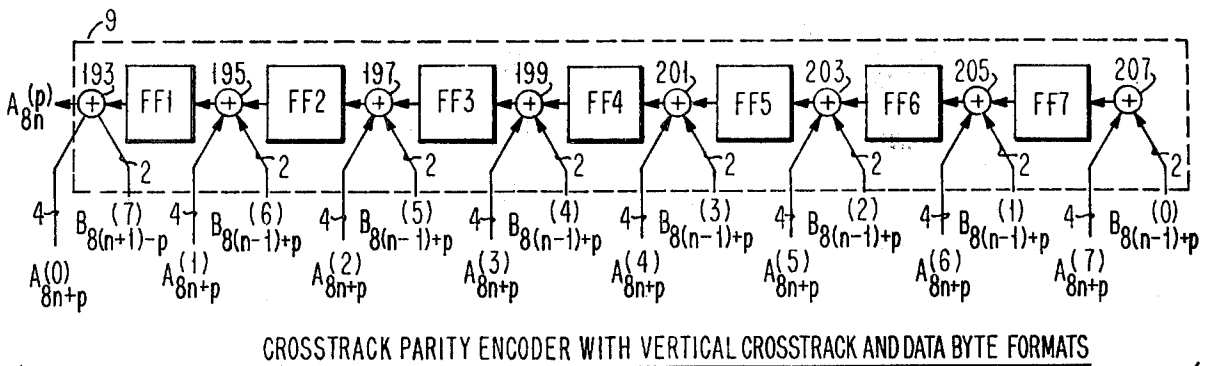 9
193 195 197 199 201 203 205 207
A8n(p) FF1 FF2 FF3 FF4 FF5 FF6 FF7
2 2 2 2 2 2 2 2
4 B8(n+1)-p(7) 4 B8(n-1)+p(6) 4 B8(n-1)+p(5) 4 B8(n-1)+p(4) 4 B8(n-1)+p(3) 4 B8(n-1)+p(2) 4 B8(n-1)+p(1) 4 B8(n-1)+p(0)
A8n+p(0) A8n+p(1) A8n+p(2) A8n+p(3) A8n+p(4) A8n+p(5) A8n+p(6) A8n+p(7)
CROSSTRACK PARITY ENCODER WITH VERTICAL CROSSTRACK AND DATA BYTE FORMATS